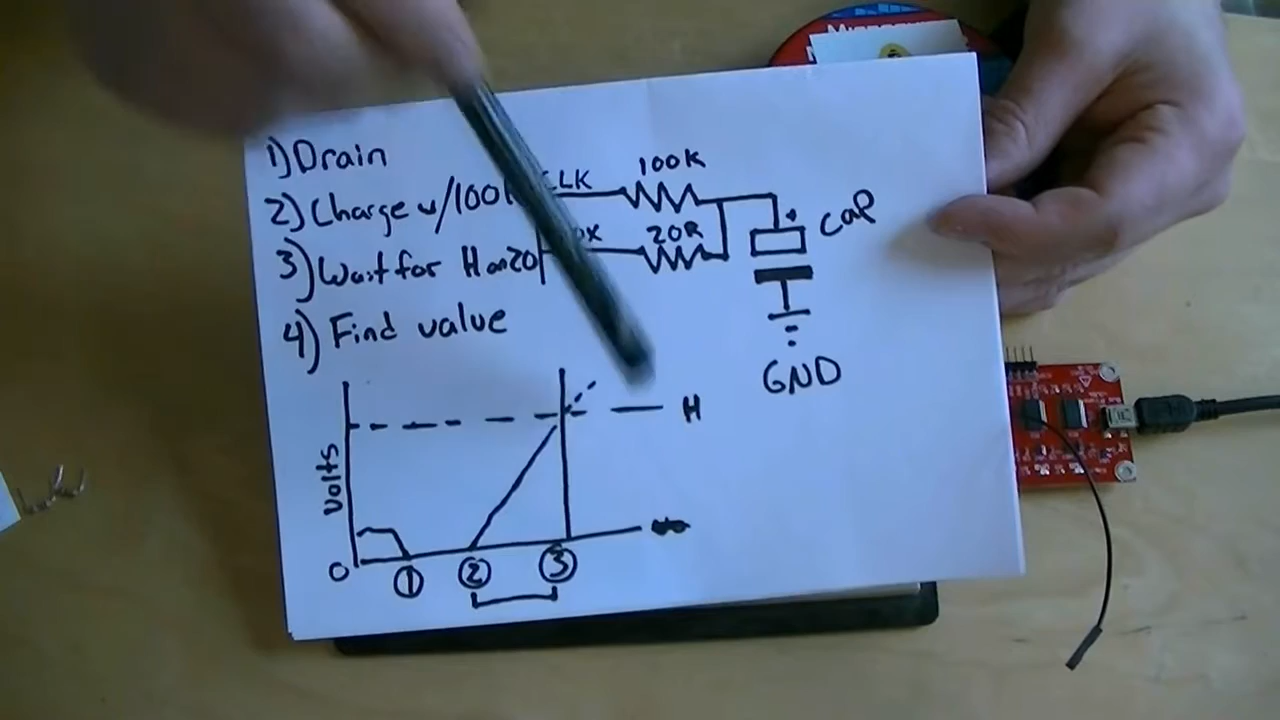 1) Drain
2) Charge w/100K
3) Wait for H on 20
4) Find value
CLK
100K
20R
+
Cap
GND
Volts
H
0
1
2
3